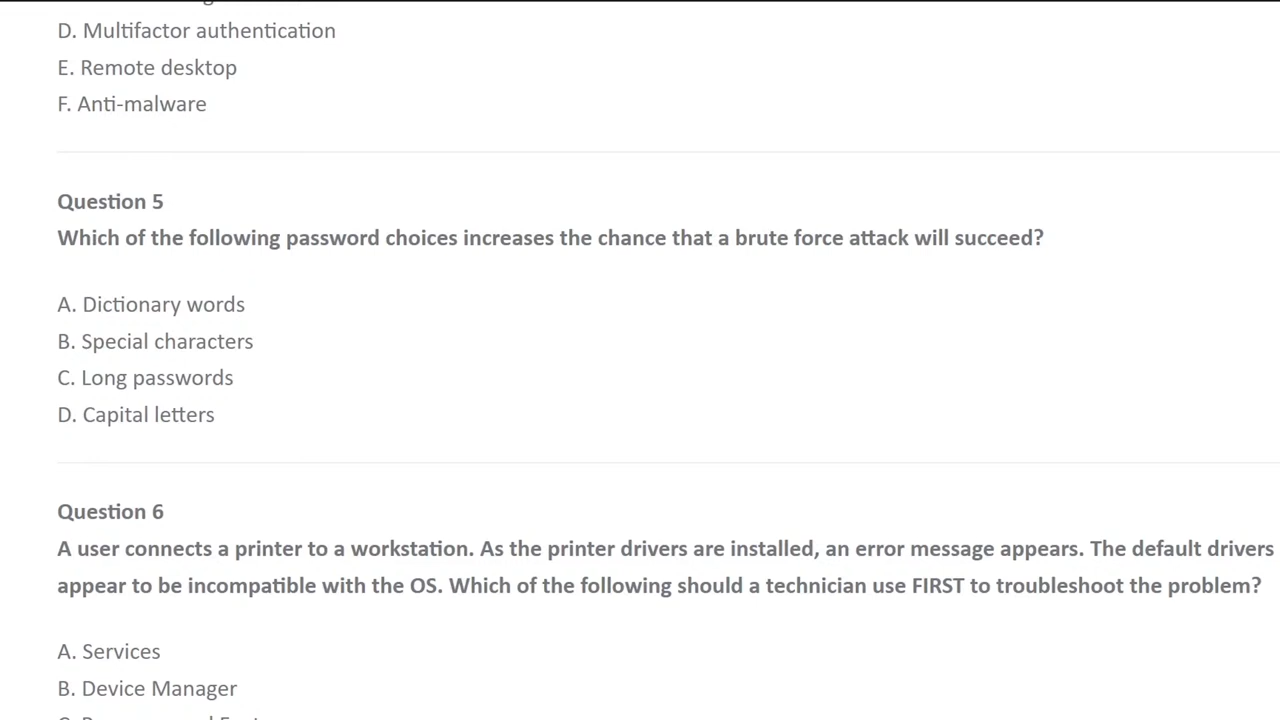 D. Multifactor authentication
E. Remote desktop
F. Anti-malware
Question 5
Which of the following password choices increases the chance that a brute force attack will succeed?
A. Dictionary words
B. Special characters
C. Long passwords
D. Capital letters
Question 6
A user connects a printer to a workstation. As the printer drivers are installed, an error message appears. The default drivers
appear to be incompatible with the OS. Which of the following should a technician use FIRST to troubleshoot the problem?
A. Services
B. Device Manager